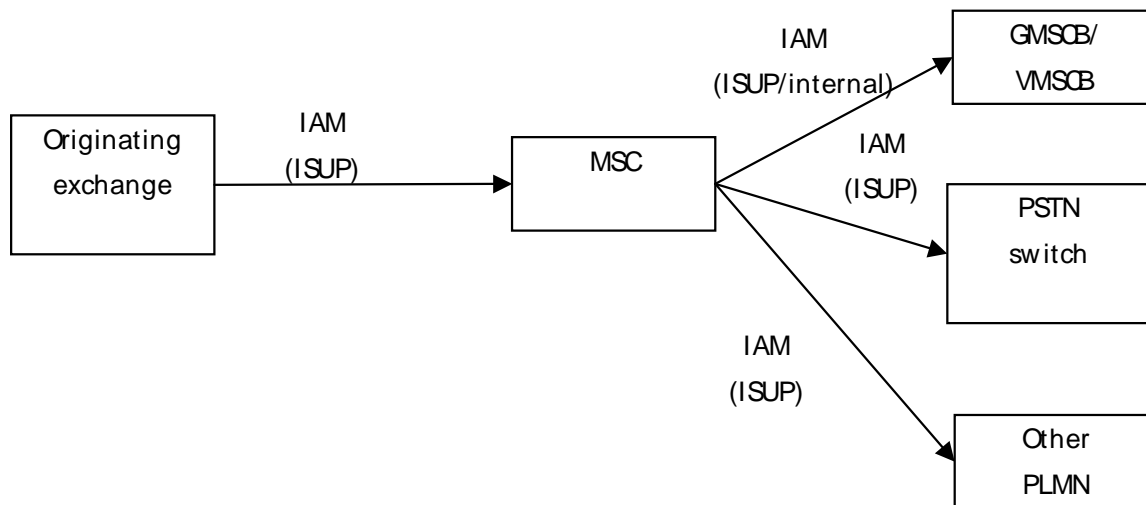 Originating
exchange
IAM
(ISUP)
MSC
IAM
(ISUP/internal)
GMSCB/
VMSCB
IAM
(ISUP)
PSTN
switch
IAM
(ISUP)
Other
PLMN